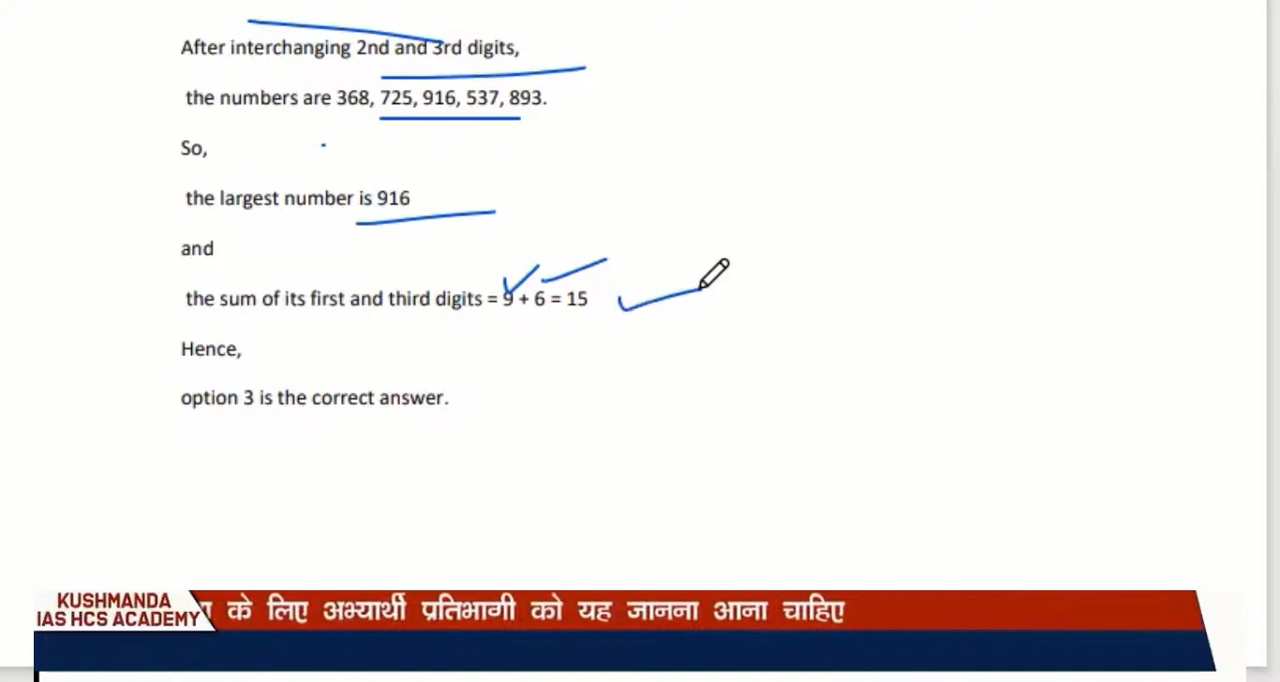 After interchanging 2nd and 3rd digits,
the numbers are 368, 725, 916, 537, 893.
So,
the largest number is 916
and
the sum of its first and third digits = 9 + 6 = 15
Hence,
option 3 is the correct answer.
KUSHMANDA
IAS HCS ACADEMY
के लिए अभ्यार्थी प्रतिभागी को यह जानना आना चाहिए